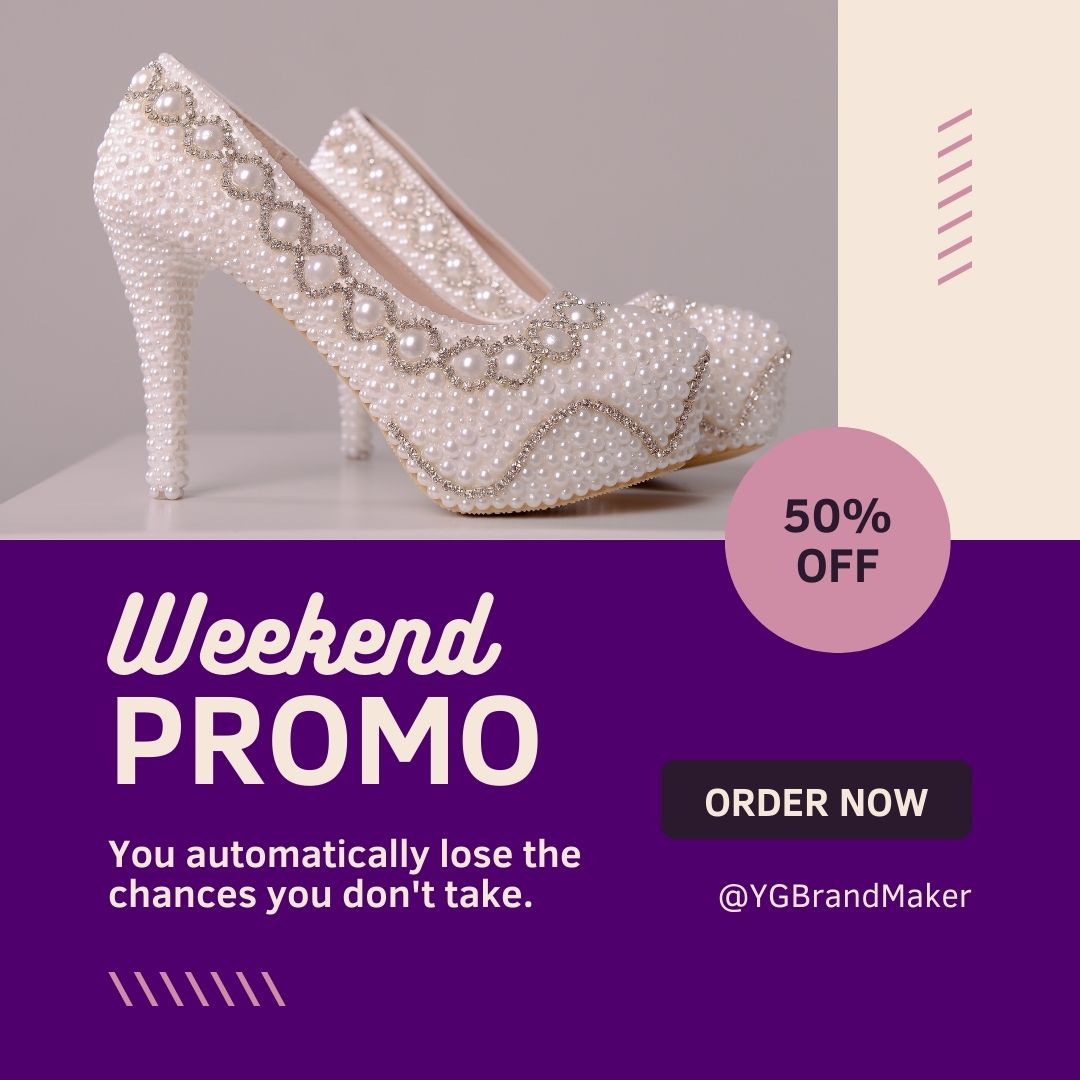 50%
OFF
Weekend
PROMO
ORDER NOW
You automatically lose the
chances you don't take.
@YGBrandMaker